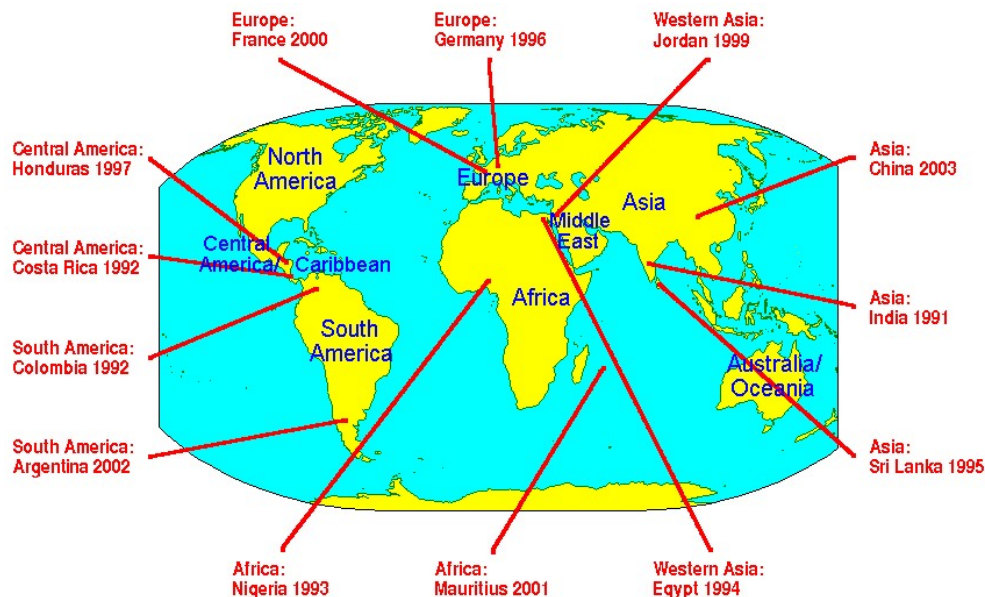 Europe:
France 2000
Europe:
Germany 1996
Western Asia:
Jordan 1999
Central America:
Honduras 1997
Asia:
China 2003
North
America
Europe
Asia
Middle
East
Central America:
Costa Rica 1992
Central
America/ Caribbean
Africa
Asia:
India 1991
South America:
Colombia 1992
South
America
Australia/
Oceania
South America:
Argentina 2002
Asia:
Sri Lanka 1995
Africa:
Nigeria 1993
Africa:
Mauritius 2001
Western Asia:
Egypt 1994